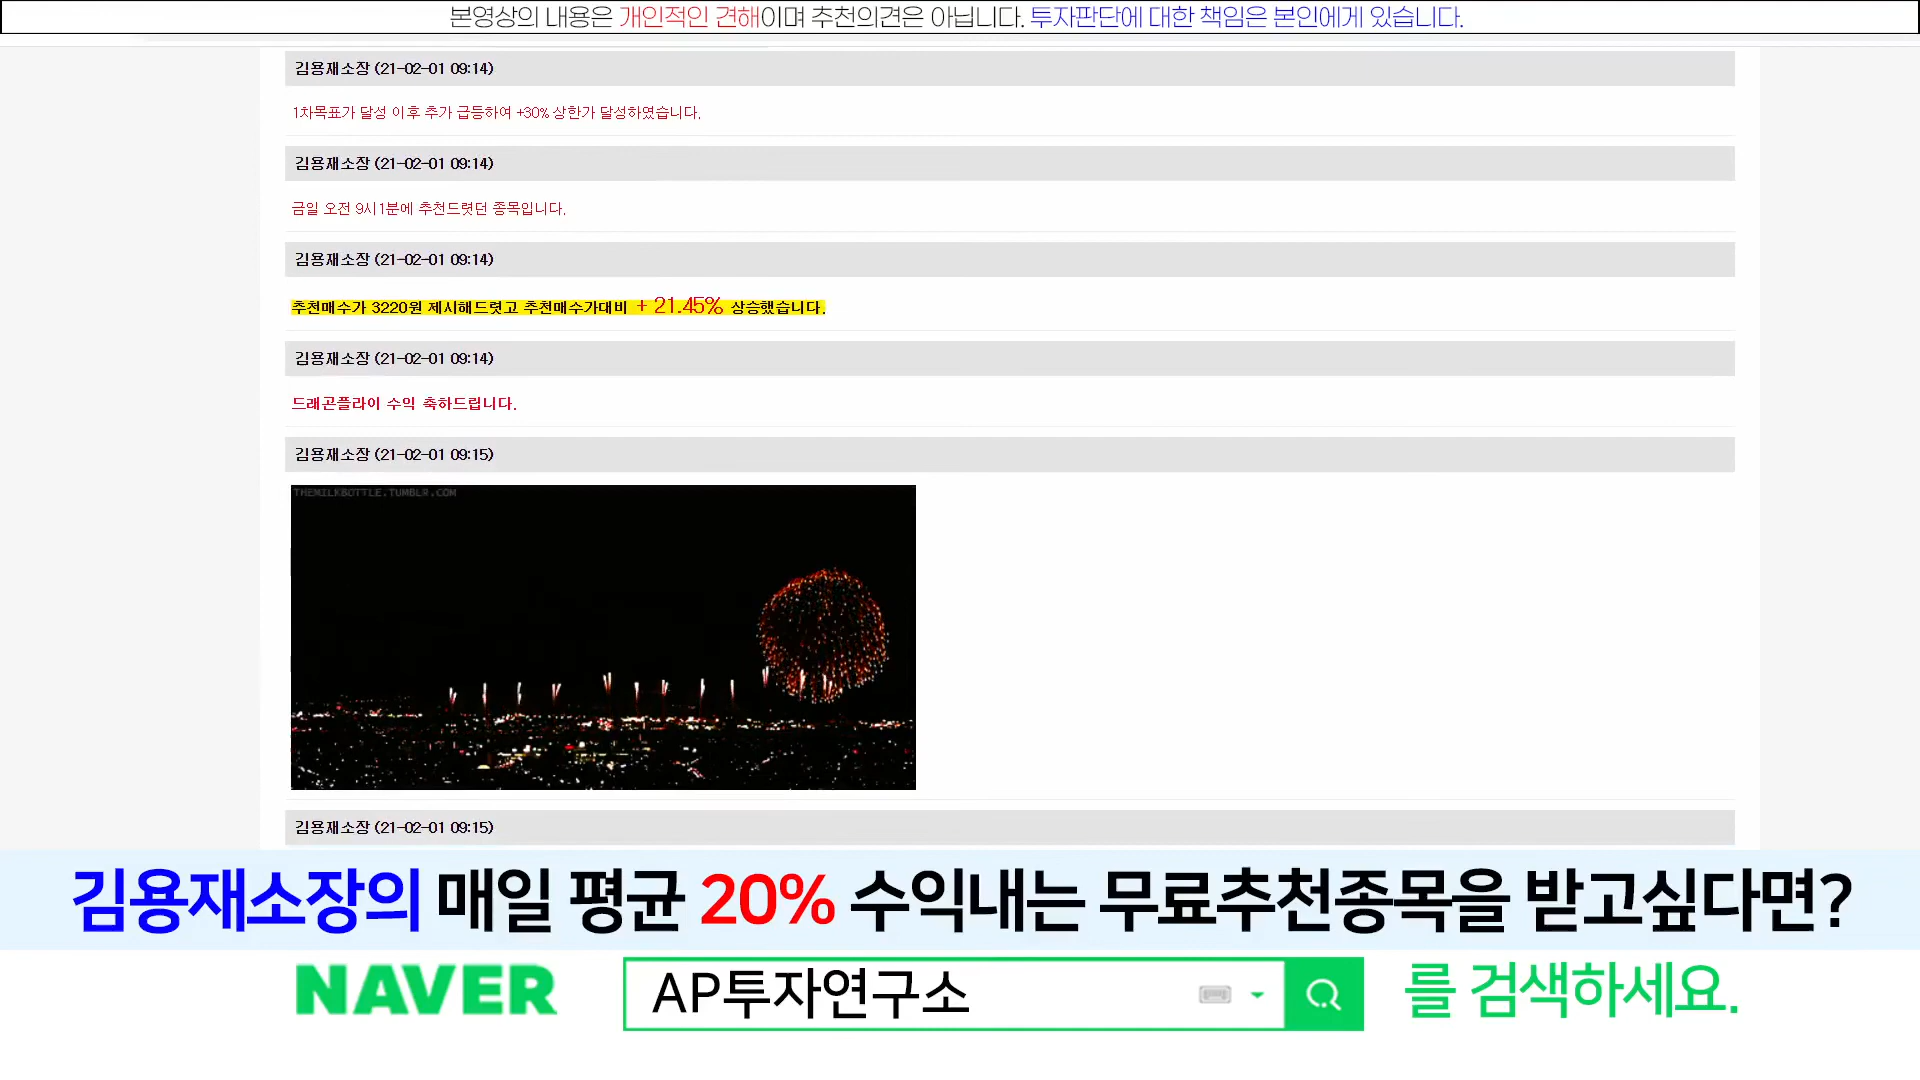 본영상의 내용은 개인적인 견해이며 추천의견은 아닙니다. 투자판단에 대한 책임은 본인에게 있습니다.
김용재소장 (21-02-01 09:14)
1차목표가 달성 이후 추가 급등하여 +30% 상한가 달성하였습니다.
김용재소장 (21-02-01 09:14)
금일 오전 9시1분에 추천드렷던 종목입니다.
김용재소장 (21-02-01 09:14)
추천매수가 3220원 제시해드렷고 추천매수가대비 + 21.45% 상승했습니다.
김용재소장 (21-02-01 09:14)
드래곤플라이 수익 축하드립니다.
김용재소장 (21-02-01 09:15)
THEMILKBOTTLE.TUMBLR.COM
김용재소장 (21-02-01 09:15)
김용재소장의 매일 평균 20% 수익내는 무료추천종목을 받고싶다면?
NAVER AP투자연구소 를 검색하세요.